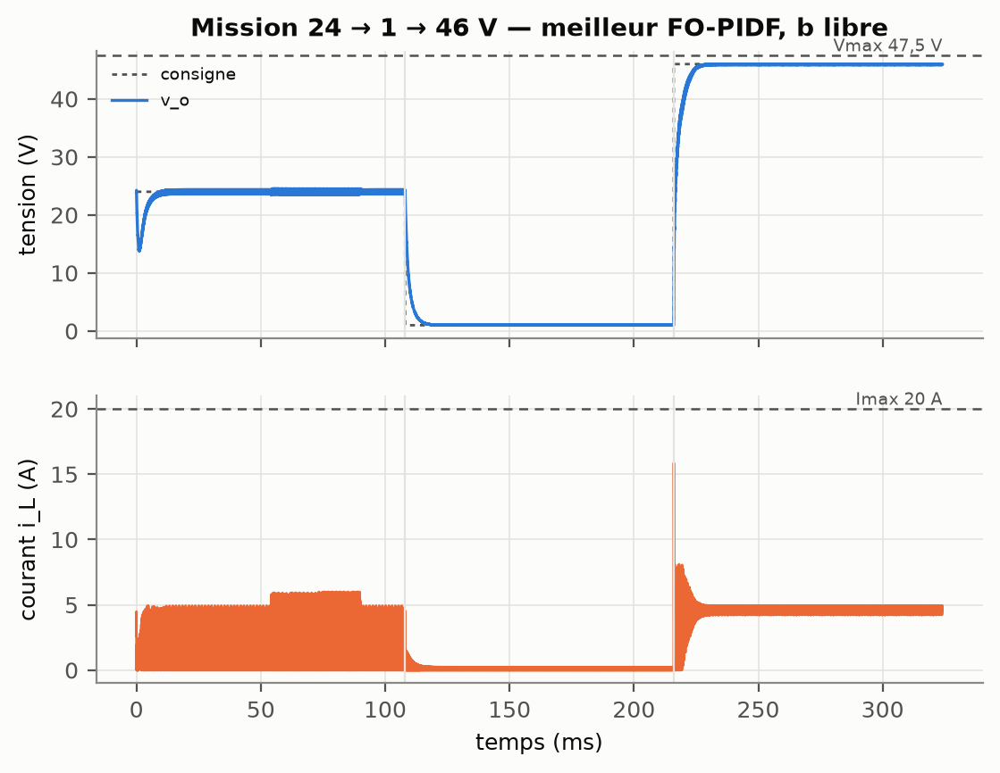 Mission 24 → 1 → 46 V — meilleur FO-PIDF, b libre
Vmax 47,5 V
consigne
v_o
tension (V)
40
30
20
10
0
Imax 20 A
courant i_L (A)
20
15
10
5
0
0 50 100 150 200 250 300
temps (ms)